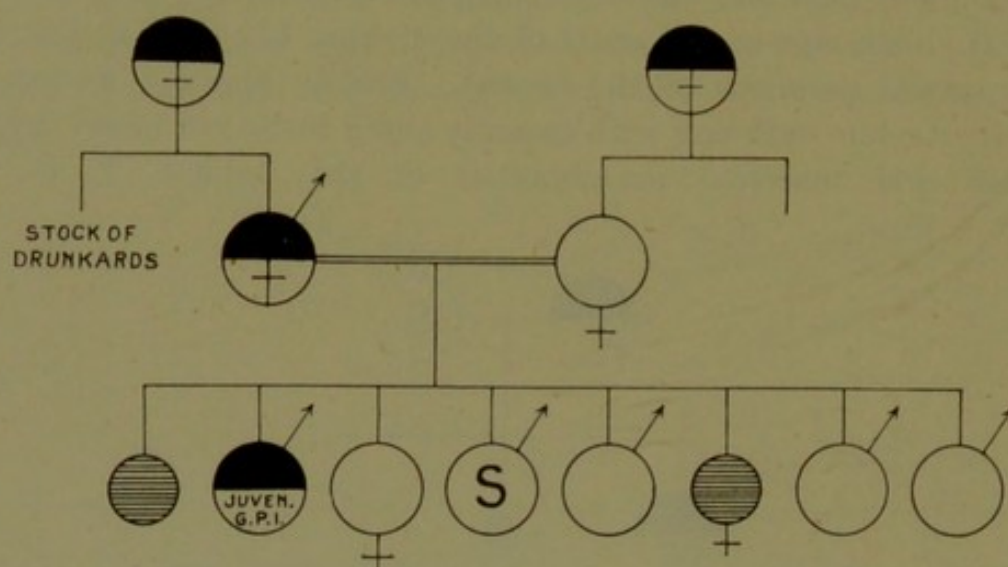 STOCK OF
DRUNKARDS
JUVEN.
G.P.I.
S